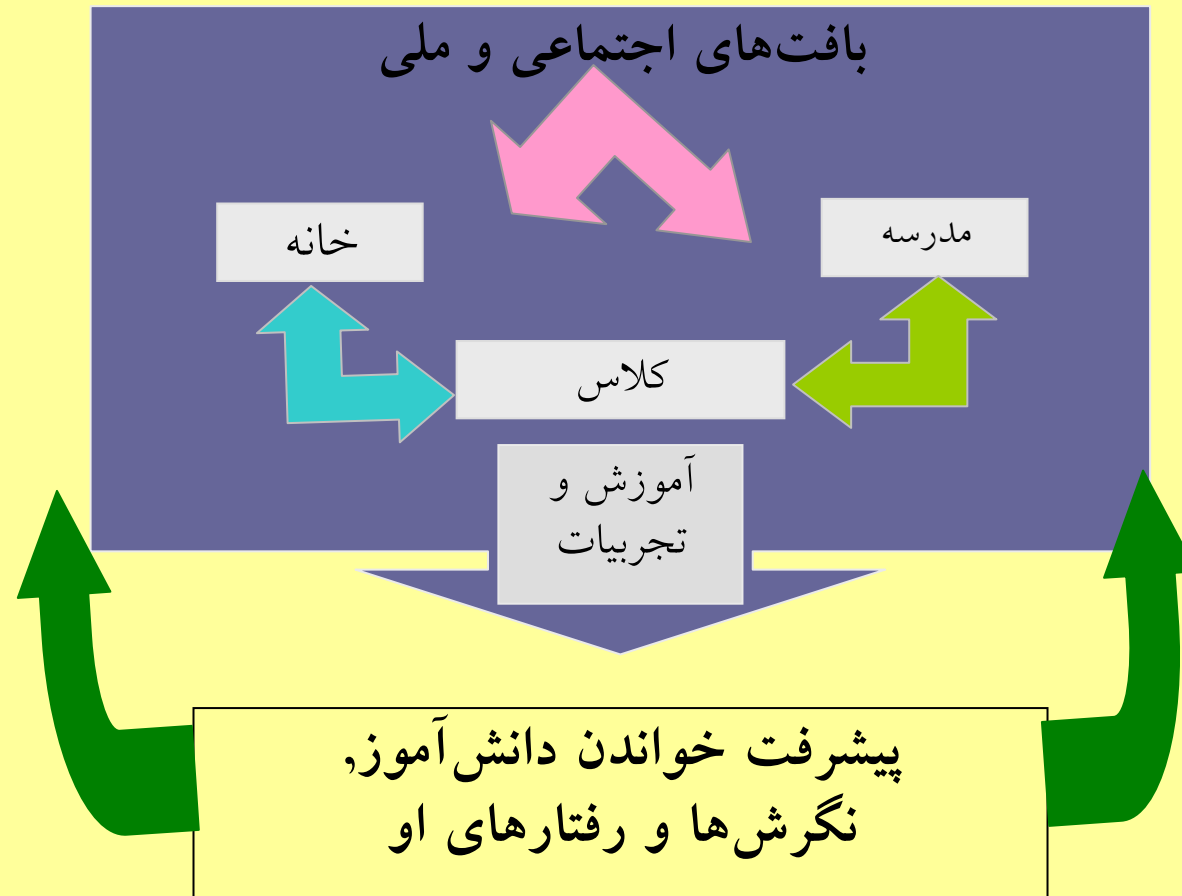 بافت‌های اجتماعی و ملی
مدرسه
خانه
کلاس
آموزش و
تجربیات
پیشرفت خواندن دانش‌آموز,
نگرش‌ها و رفتارهای او